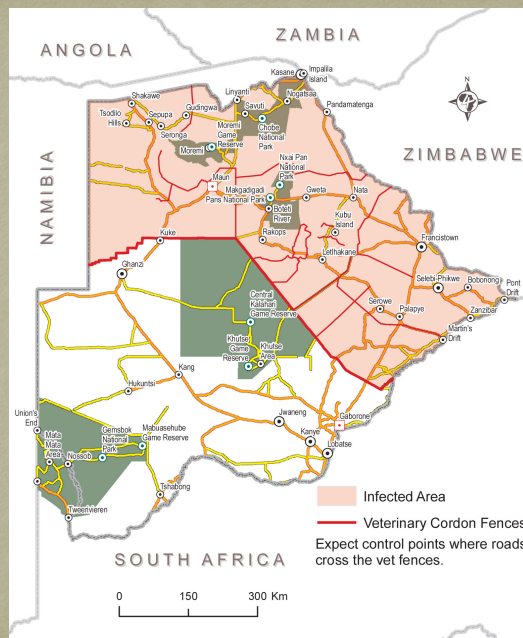 ZAMBIA
ANGOLA
Kasane
Impalila
Island
Linyanti
Nogatsaa
Shakawe
Savuti
Pandamatenga
Tsodilo
Hills
Sepupa
Gudingwa
Seronga
Moremi
Game
Reserve
Chobe
National
Park
N
Moremi
Nxai Pan
National
Park
ZIMBABWE
NAMIBIA
Maun
Makgadigadi
Pans National Park
Gweta
Nata
Boteti
River
Kubu
Island
Kuke
Rakops
Francistown
Letlhakane
Ghanzi
Selebi-Phikwe
Bobonong
Pont
Drift
Central
Kalahari
Game Reserve
Serowe
Palapye
Zanzibar
Martin's
Drift
Khutse
Game
Reserve
Khutse
Area
Kang
Hukuntsi
Union's
End
Jwaneng
Gaborone
Mata
Mata
Area
Gemsbok
National
Park
Mabuasehube
Game Reserve
Kanye
Nossob
Lobatse
Tshabong
Tweerivieren
Infected Area
Veterinary Cordon Fences
Expect control points where roads
cross the vet fences.
SOUTH AFRICA
0 150 300 Km